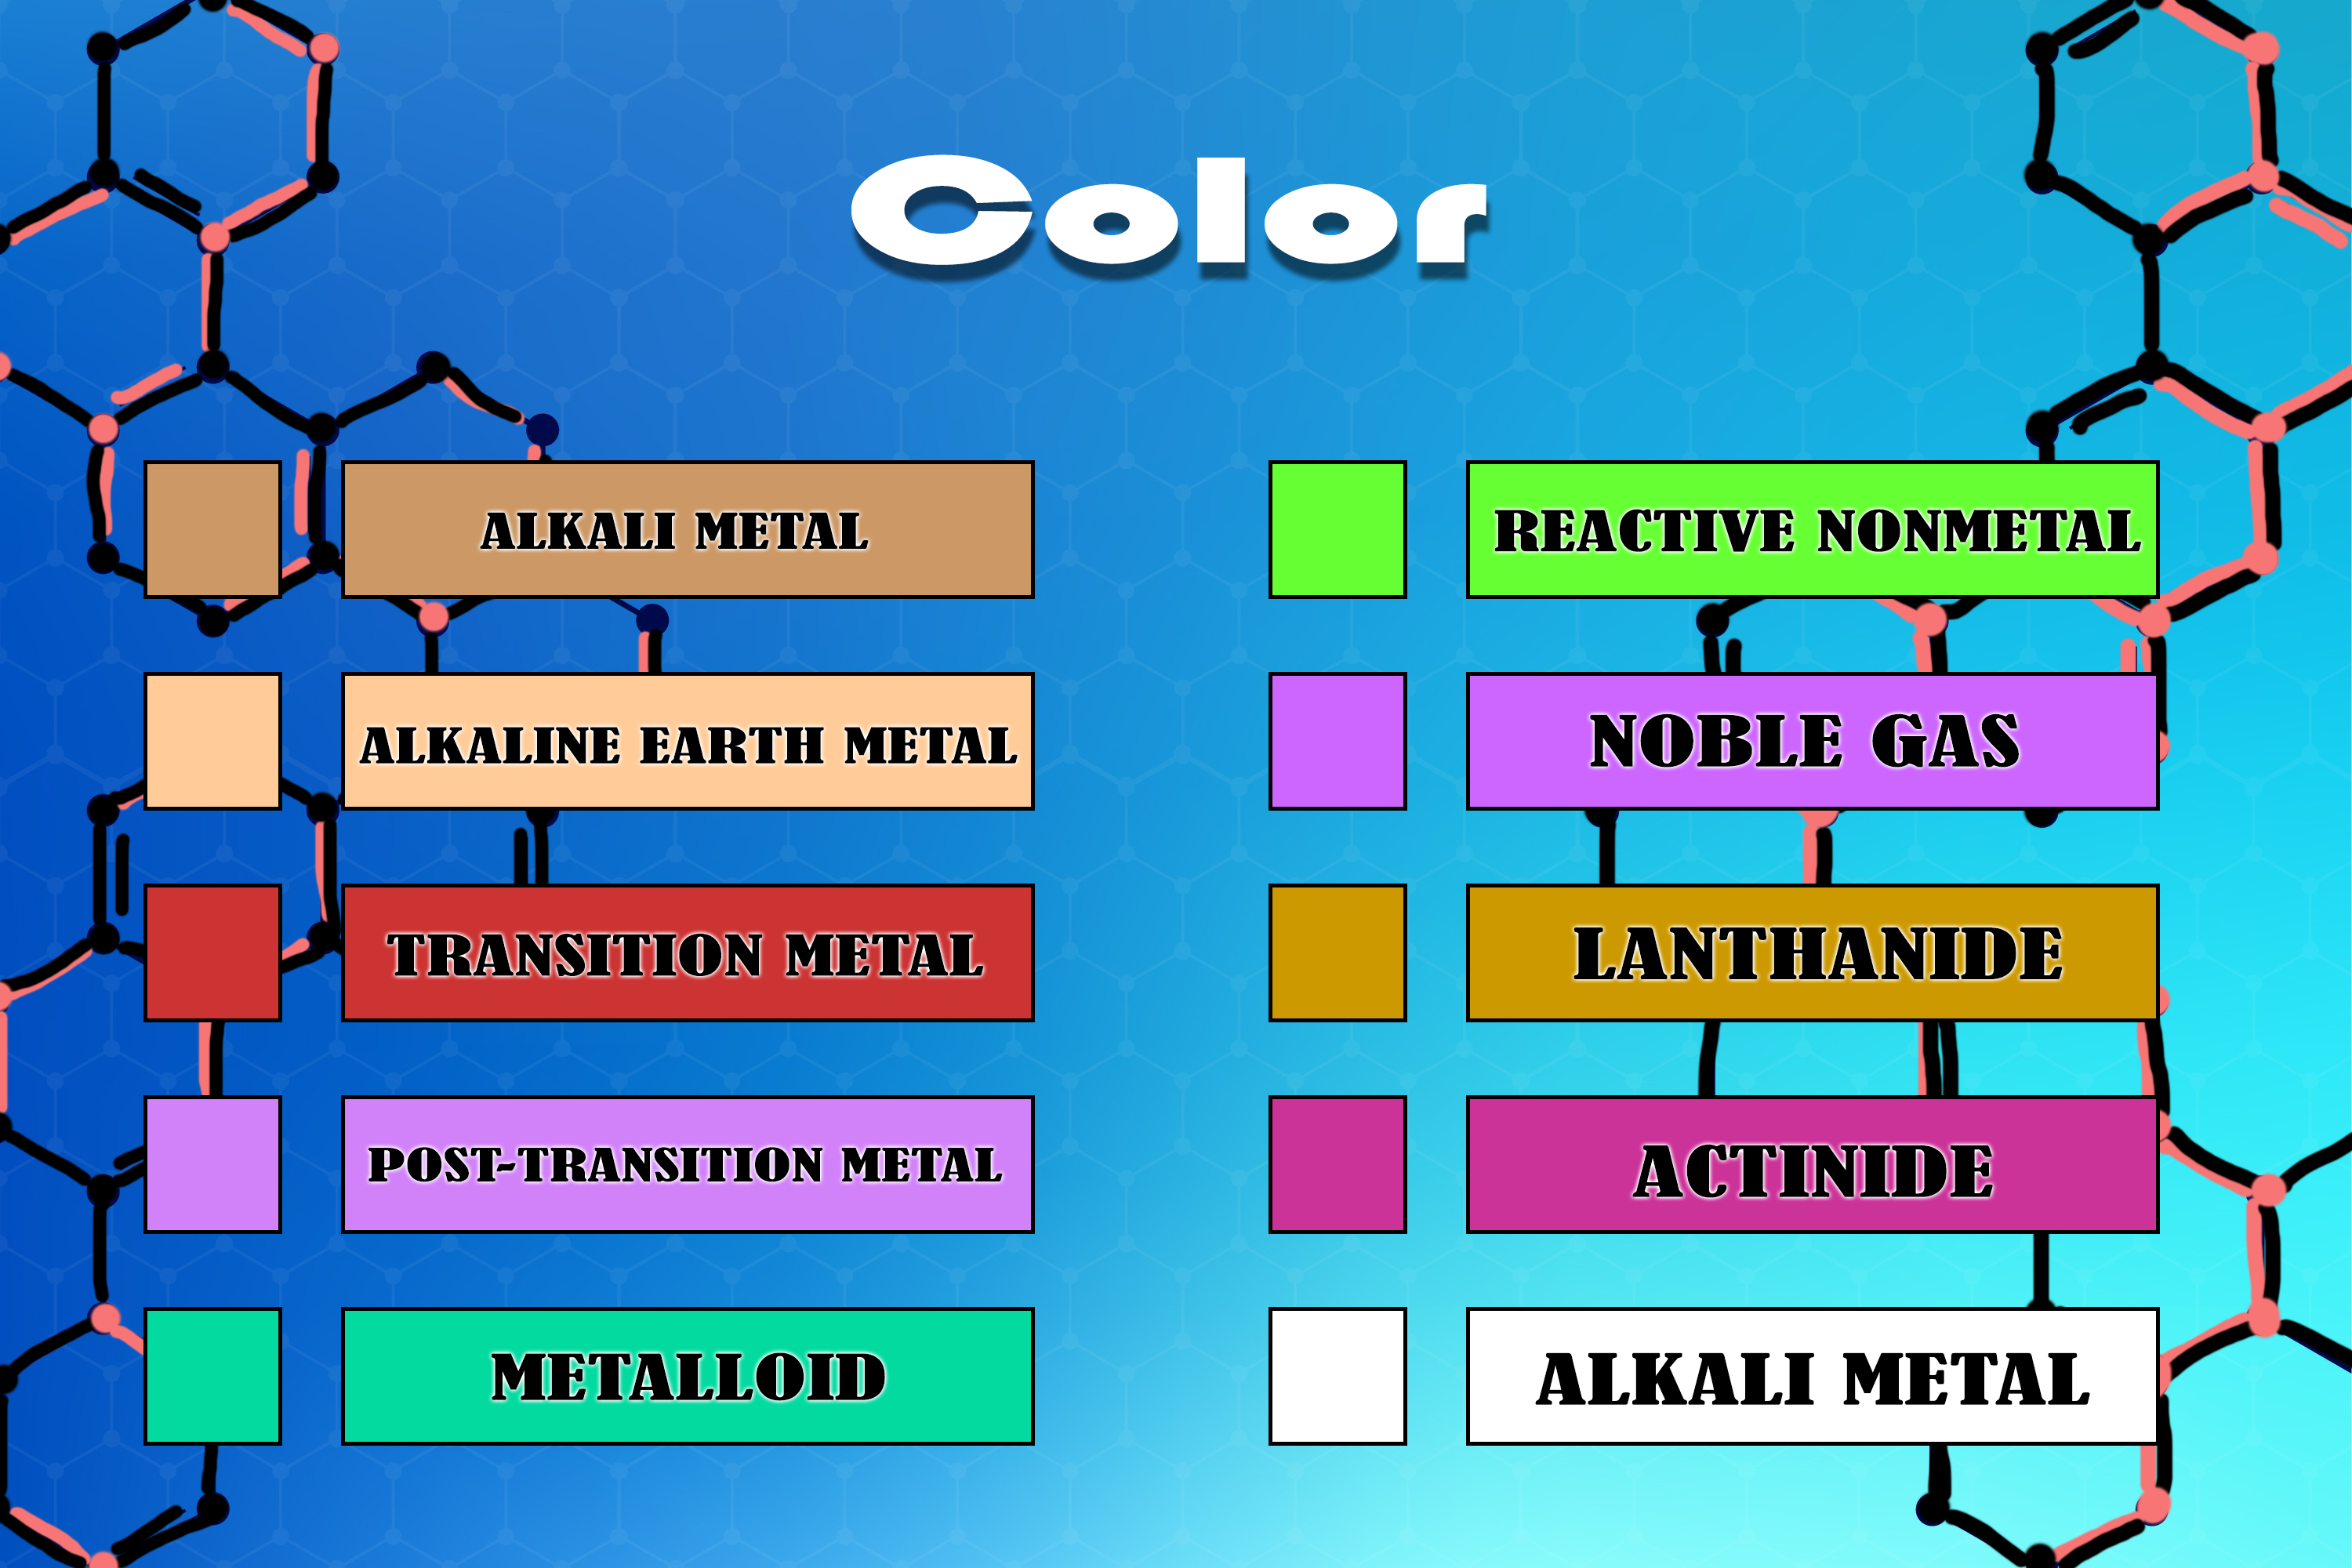 Color
ALKALI METAL
ALKALINE EARTH METAL
TRANSITION METAL
POST-TRANSITION METAL
METALLOID
REACTIVE NONMETAL
NOBLE GAS
LANTHANIDE
ACTINIDE
ALKALI METAL